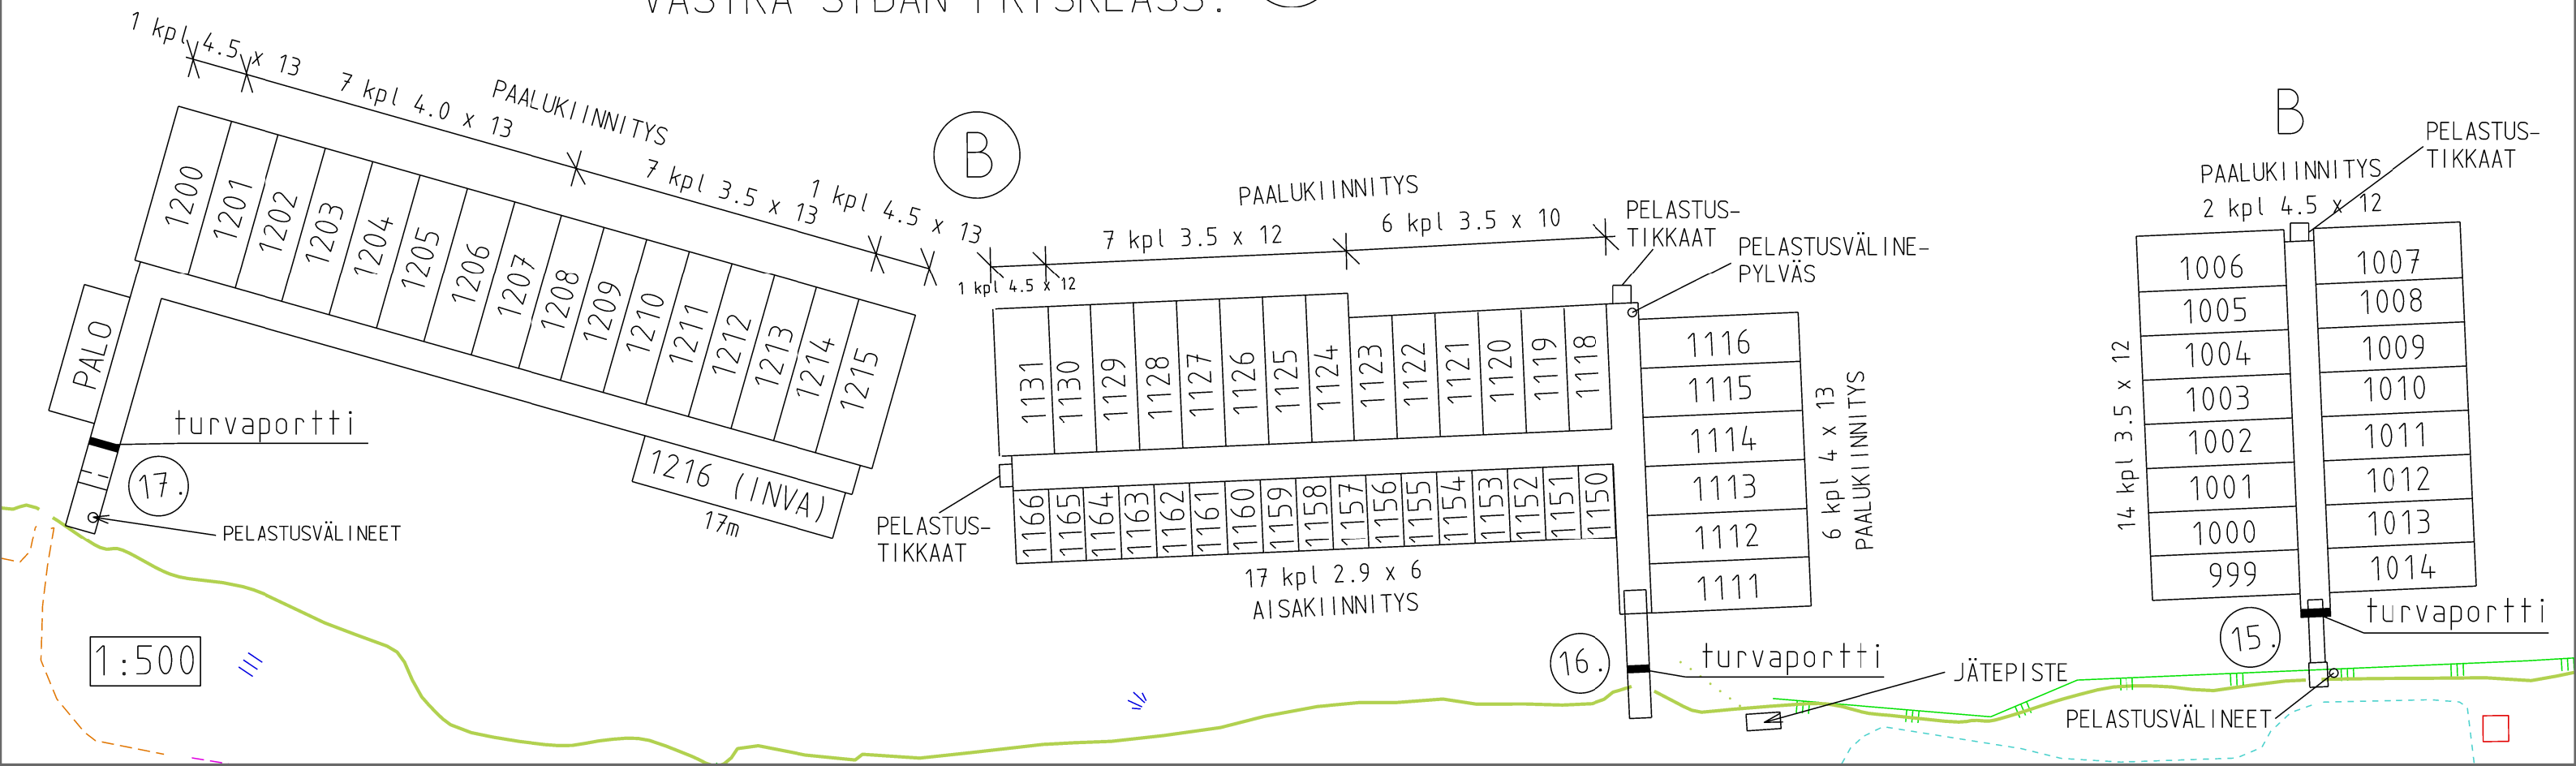 VÄSTRA SIDAN PRISKLASS:
1 kpl 4.5 x 13
7 kpl 4.0 x 13
PAALUKIINNITYS
7 kpl 3.5 x 13
1 kpl 4.5 x 13
1200
1201
1202
1203
1204
1205
1206
1207
1208
1209
1210
1211
1212
1213
1214
1215
PALO
turvaportti
17.
PELASTUSVÄLINEET
1216 (INVA)
17m
1:500
B
PAALUKIINNITYS
1 kpl 4.5 x 12
7 kpl 3.5 x 12
6 kpl 3.5 x 10
PELASTUS-
TIKKAAT
PELASTUSVÄLINE-
PYLVÄS
1131
1130
1129
1128
1127
1126
1125
1124
1123
1122
1121
1120
1119
1118
1116
1115
1114
1113
1112
1111
6 kpl 4 x 13
PAALUKIINNITYS
PELASTUS-
TIKKAAT
1166
1165
1164
1163
1162
1161
1160
1159
1158
1157
1156
1155
1154
1153
1152
1151
1150
17 kpl 2.9 x 6
AISAKIINNITYS
16.
turvaportti
JÄTEPISTE
B
PELASTUS-
TIKKAAT
PAALUKIINNITYS
2 kpl 4.5 x 12
14 kpl 3.5 x 12
1006
1005
1004
1003
1002
1001
1000
999
1007
1008
1009
1010
1011
1012
1013
1014
15.
turvaportti
PELASTUSVÄLINEET